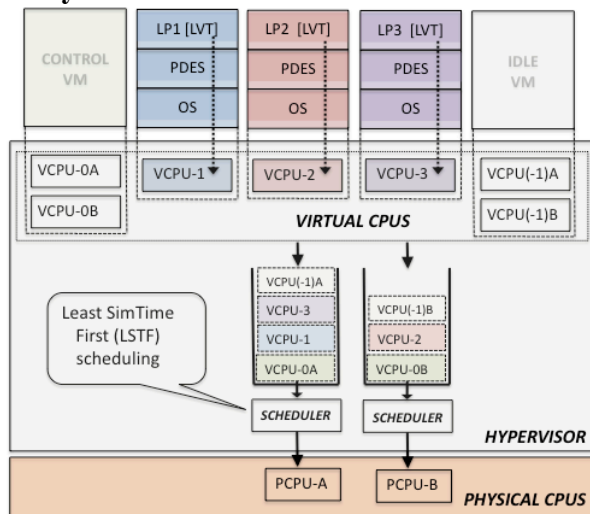 CONTROL
VM
LP1 [LVT]
PDES
OS
LP2 [LVT]
PDES
OS
LP3 [LVT]
PDES
OS
IDLE
VM
VCPU-0A
VCPU-0B
VCPU-1
VCPU-2
VCPU-3
VCPU(-1)A
VCPU(-1)B
VIRTUAL CPUS
Least SimTime
First (LSTF)
scheduling
VCPU(-1)A
VCPU-3
VCPU-1
VCPU-0A
SCHEDULER
VCPU(-1)B
VCPU-2
VCPU-0B
SCHEDULER
HYPERVISOR
PCPU-A
PCPU-B
PHYSICAL CPUS